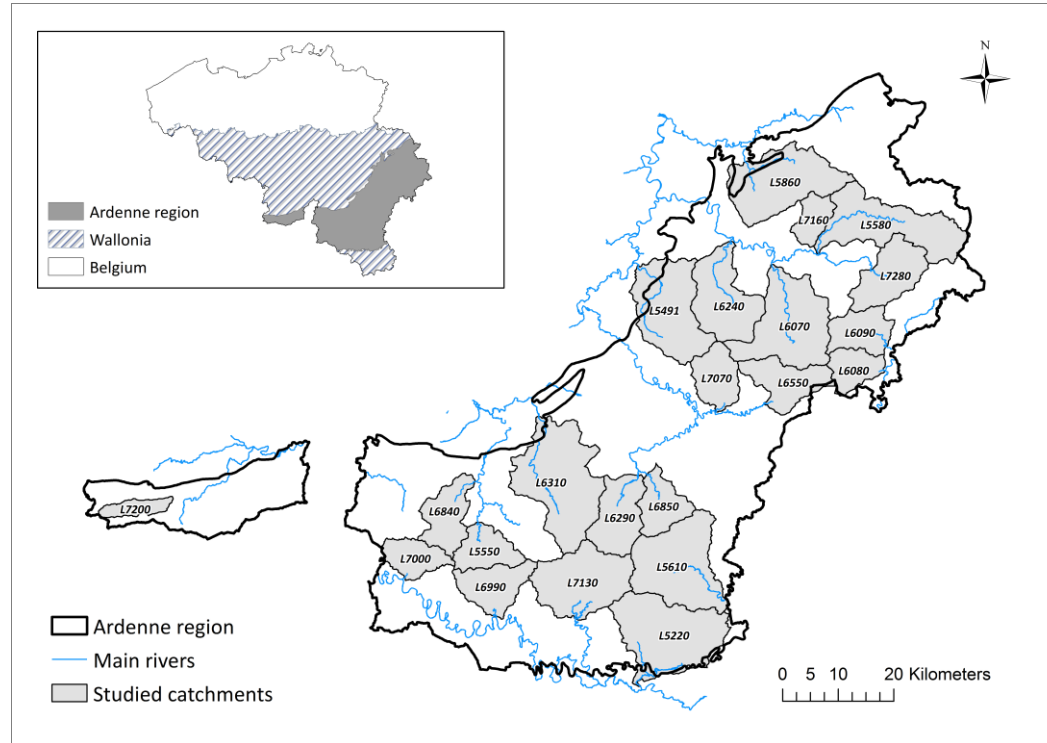 Ardenne region
Wallonia
Belgium
N
L5860
L7160
L5580
L7280
L5491
L6240
L6070
L6090
L6080
L7070
L6550
L6310
L6840
L6290
L6850
L7200
L7000
L5550
L5610
L6990
L7130
L5220
Ardenne region
Main rivers
Studied catchments
0 5 10 20 Kilometers